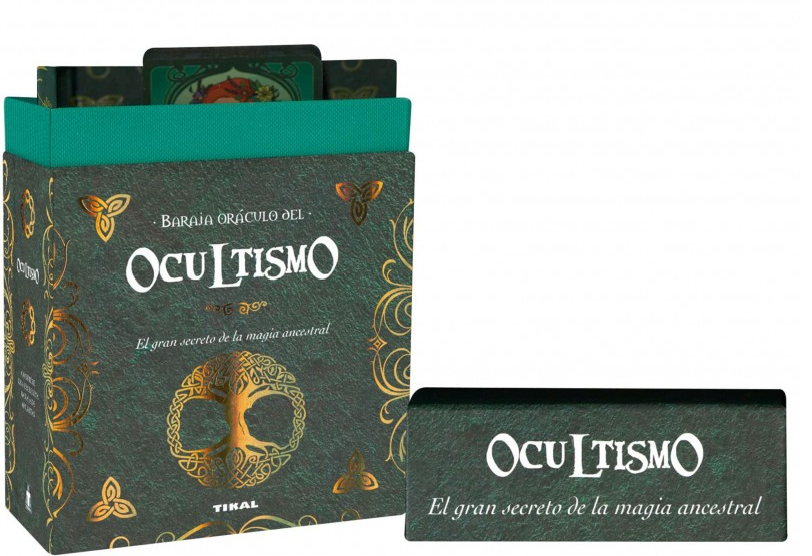 · BARAJA ORÁCULO DEL ·
OCULTISMO
El gran secreto de la magia ancestral
TIKAL
OCULTISMO
OCULTISMO
El gran secreto de la magia ancestral